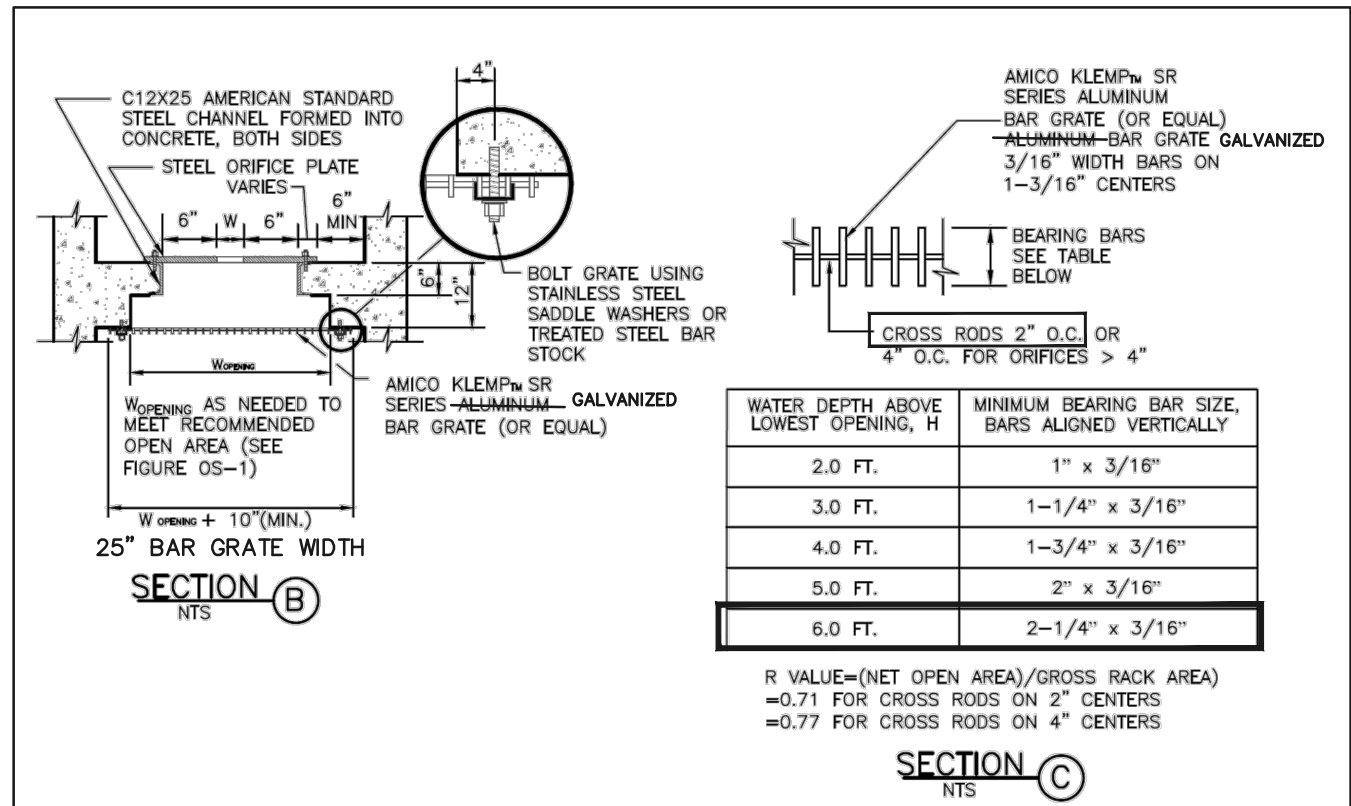 C12X25 AMERICAN STANDARD
STEEL CHANNEL FORMED INTO
CONCRETE, BOTH SIDES
STEEL ORIFICE PLATE
VARIES
6"
W
6"
6"
MIN
4"
6"
12"
BOLT GRATE USING
STAINLESS STEEL
SADDLE WASHERS OR
TREATED STEEL BAR
STOCK
WOPENING
AMICO KLEMP™ SR
SERIES ALUMINUM GALVANIZED
BAR GRATE (OR EQUAL)
WOPENING AS NEEDED TO
MEET RECOMMENDED
OPEN AREA (SEE
FIGURE OS-1)
W OPENING + 10"(MIN.)
25" BAR GRATE WIDTH
SECTION B
NTS
AMICO KLEMP™ SR
SERIES ALUMINUM
BAR GRATE (OR EQUAL)
ALUMINUM BAR GRATE GALVANIZED
3/16" WIDTH BARS ON
1-3/16" CENTERS
BEARING BARS
SEE TABLE
BELOW
CROSS RODS 2" O.C. OR
4" O.C. FOR ORIFICES > 4"
WATER DEPTH ABOVE LOWEST OPENING, H
MINIMUM BEARING BAR SIZE, BARS ALIGNED VERTICALLY
2.0 FT. 1" x 3/16"
3.0 FT. 1-1/4" x 3/16"
4.0 FT. 1-3/4" x 3/16"
5.0 FT. 2" x 3/16"
6.0 FT. 2-1/4" x 3/16"
R VALUE=(NET OPEN AREA)/GROSS RACK AREA)
=0.71 FOR CROSS RODS ON 2" CENTERS
=0.77 FOR CROSS RODS ON 4" CENTERS
SECTION C
NTS